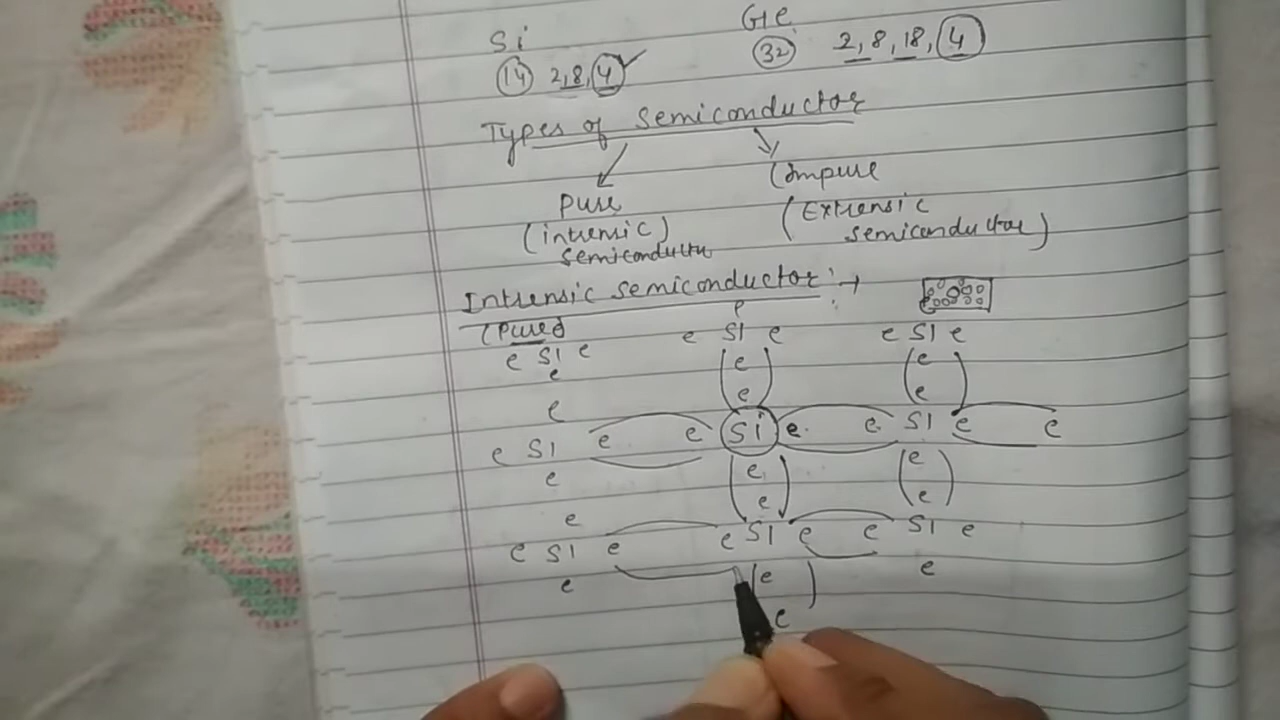 Si Ge
14 2,8,4 32 2,8,18,4
Types of semiconductor
Pure (Impure
(intrensic) (Extrensic
semiconductor semiconductor)
Intrensic semiconductor:→
(Pure)
e
e Si e e Si e e Si e
e e e
e e e
e Si e e Si e e Si e e
e e e
e e e
e Si e e Si e e Si e
e e e
e